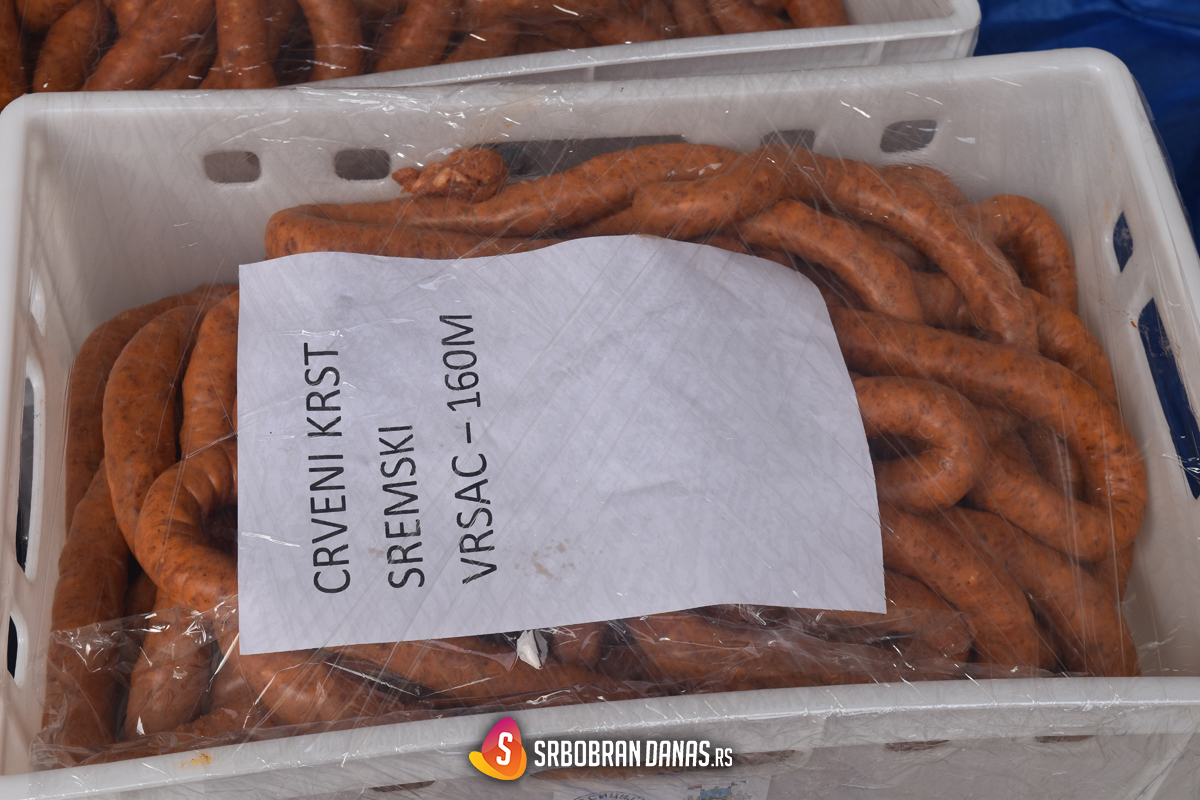 CRVENI KRST
SREMSKI
VRSAC – 160M
S SRBOBRAN DANAS.RS